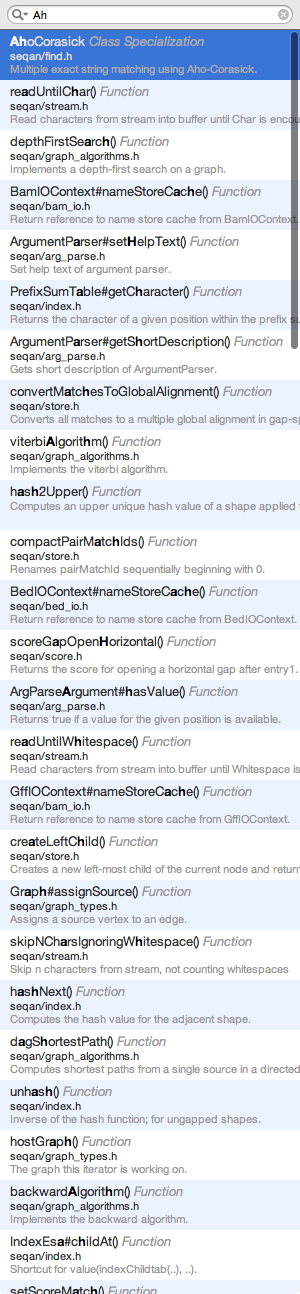 Ah
AhoCorasick Class Specialization
seqan/find.h
Multiple exact string matching using Aho-Corasick.
readUntilChar() Function
seqan/stream.h
Read characters from stream into buffer until Char is encou
depthFirstSearch() Function
seqan/graph_algorithms.h
Implements a depth-first search on a graph.
BamIOContext#nameStoreCache() Function
seqan/bam_io.h
Return reference to name store cache from BamIOContext.
ArgumentParser#setHelpText() Function
seqan/arg_parse.h
Set help text of argument parser.
PrefixSumTable#getCharacter() Function
seqan/index.h
Returns the character of a given position within the prefix su
ArgumentParser#getShortDescription() Function
seqan/arg_parse.h
Gets short description of ArgumentParser.
convertMatchesToGlobalAlignment() Function
seqan/store.h
Converts all matches to a multiple global alignment in gap-sp
viterbiAlgorithm() Function
seqan/graph_algorithms.h
Implements the viterbi algorithm.
hash2Upper() Function
Computes an upper unique hash value of a shape applied
compactPairMatchIds() Function
seqan/store.h
Renames pairMatchId sequentially beginning with 0.
BedIOContext#nameStoreCache() Function
seqan/bed_io.h
Return reference to name store cache from BedIOContext.
scoreGapOpenHorizontal() Function
seqan/score.h
Returns the score for opening a horizontal gap after entry1.
ArgParseArgument#hasValue() Function
seqan/arg_parse.h
Returns true if a value for the given position is available.
readUntilWhitespace() Function
seqan/stream.h
Read characters from stream into buffer until Whitespace is
GffIOContext#nameStoreCache() Function
seqan/bam_io.h
Return reference to name store cache from GffIOContext.
createLeftChild() Function
seqan/store.h
Creates a new left-most child of the current node and return
Graph#assignSource() Function
seqan/graph_types.h
Assigns a source vertex to an edge.
skipNCharsIgnoringWhitespace() Function
seqan/stream.h
Skip n characters from stream, not counting whitespaces
hashNext() Function
seqan/index.h
Computes the hash value for the adjacent shape.
dagShortestPath() Function
seqan/graph_algorithms.h
Computes shortest paths from a single source in a directed
unhash() Function
seqan/index.h
Inverse of the hash function; for ungapped shapes.
hostGraph() Function
seqan/graph_types.h
The graph this iterator is working on.
backwardAlgorithm() Function
seqan/graph_algorithms.h
Implements the backward algorithm.
IndexEsa#childAt() Function
seqan/index.h
Shortcut for value(indexChildtab(..), ..).
setScoreMatch() Function